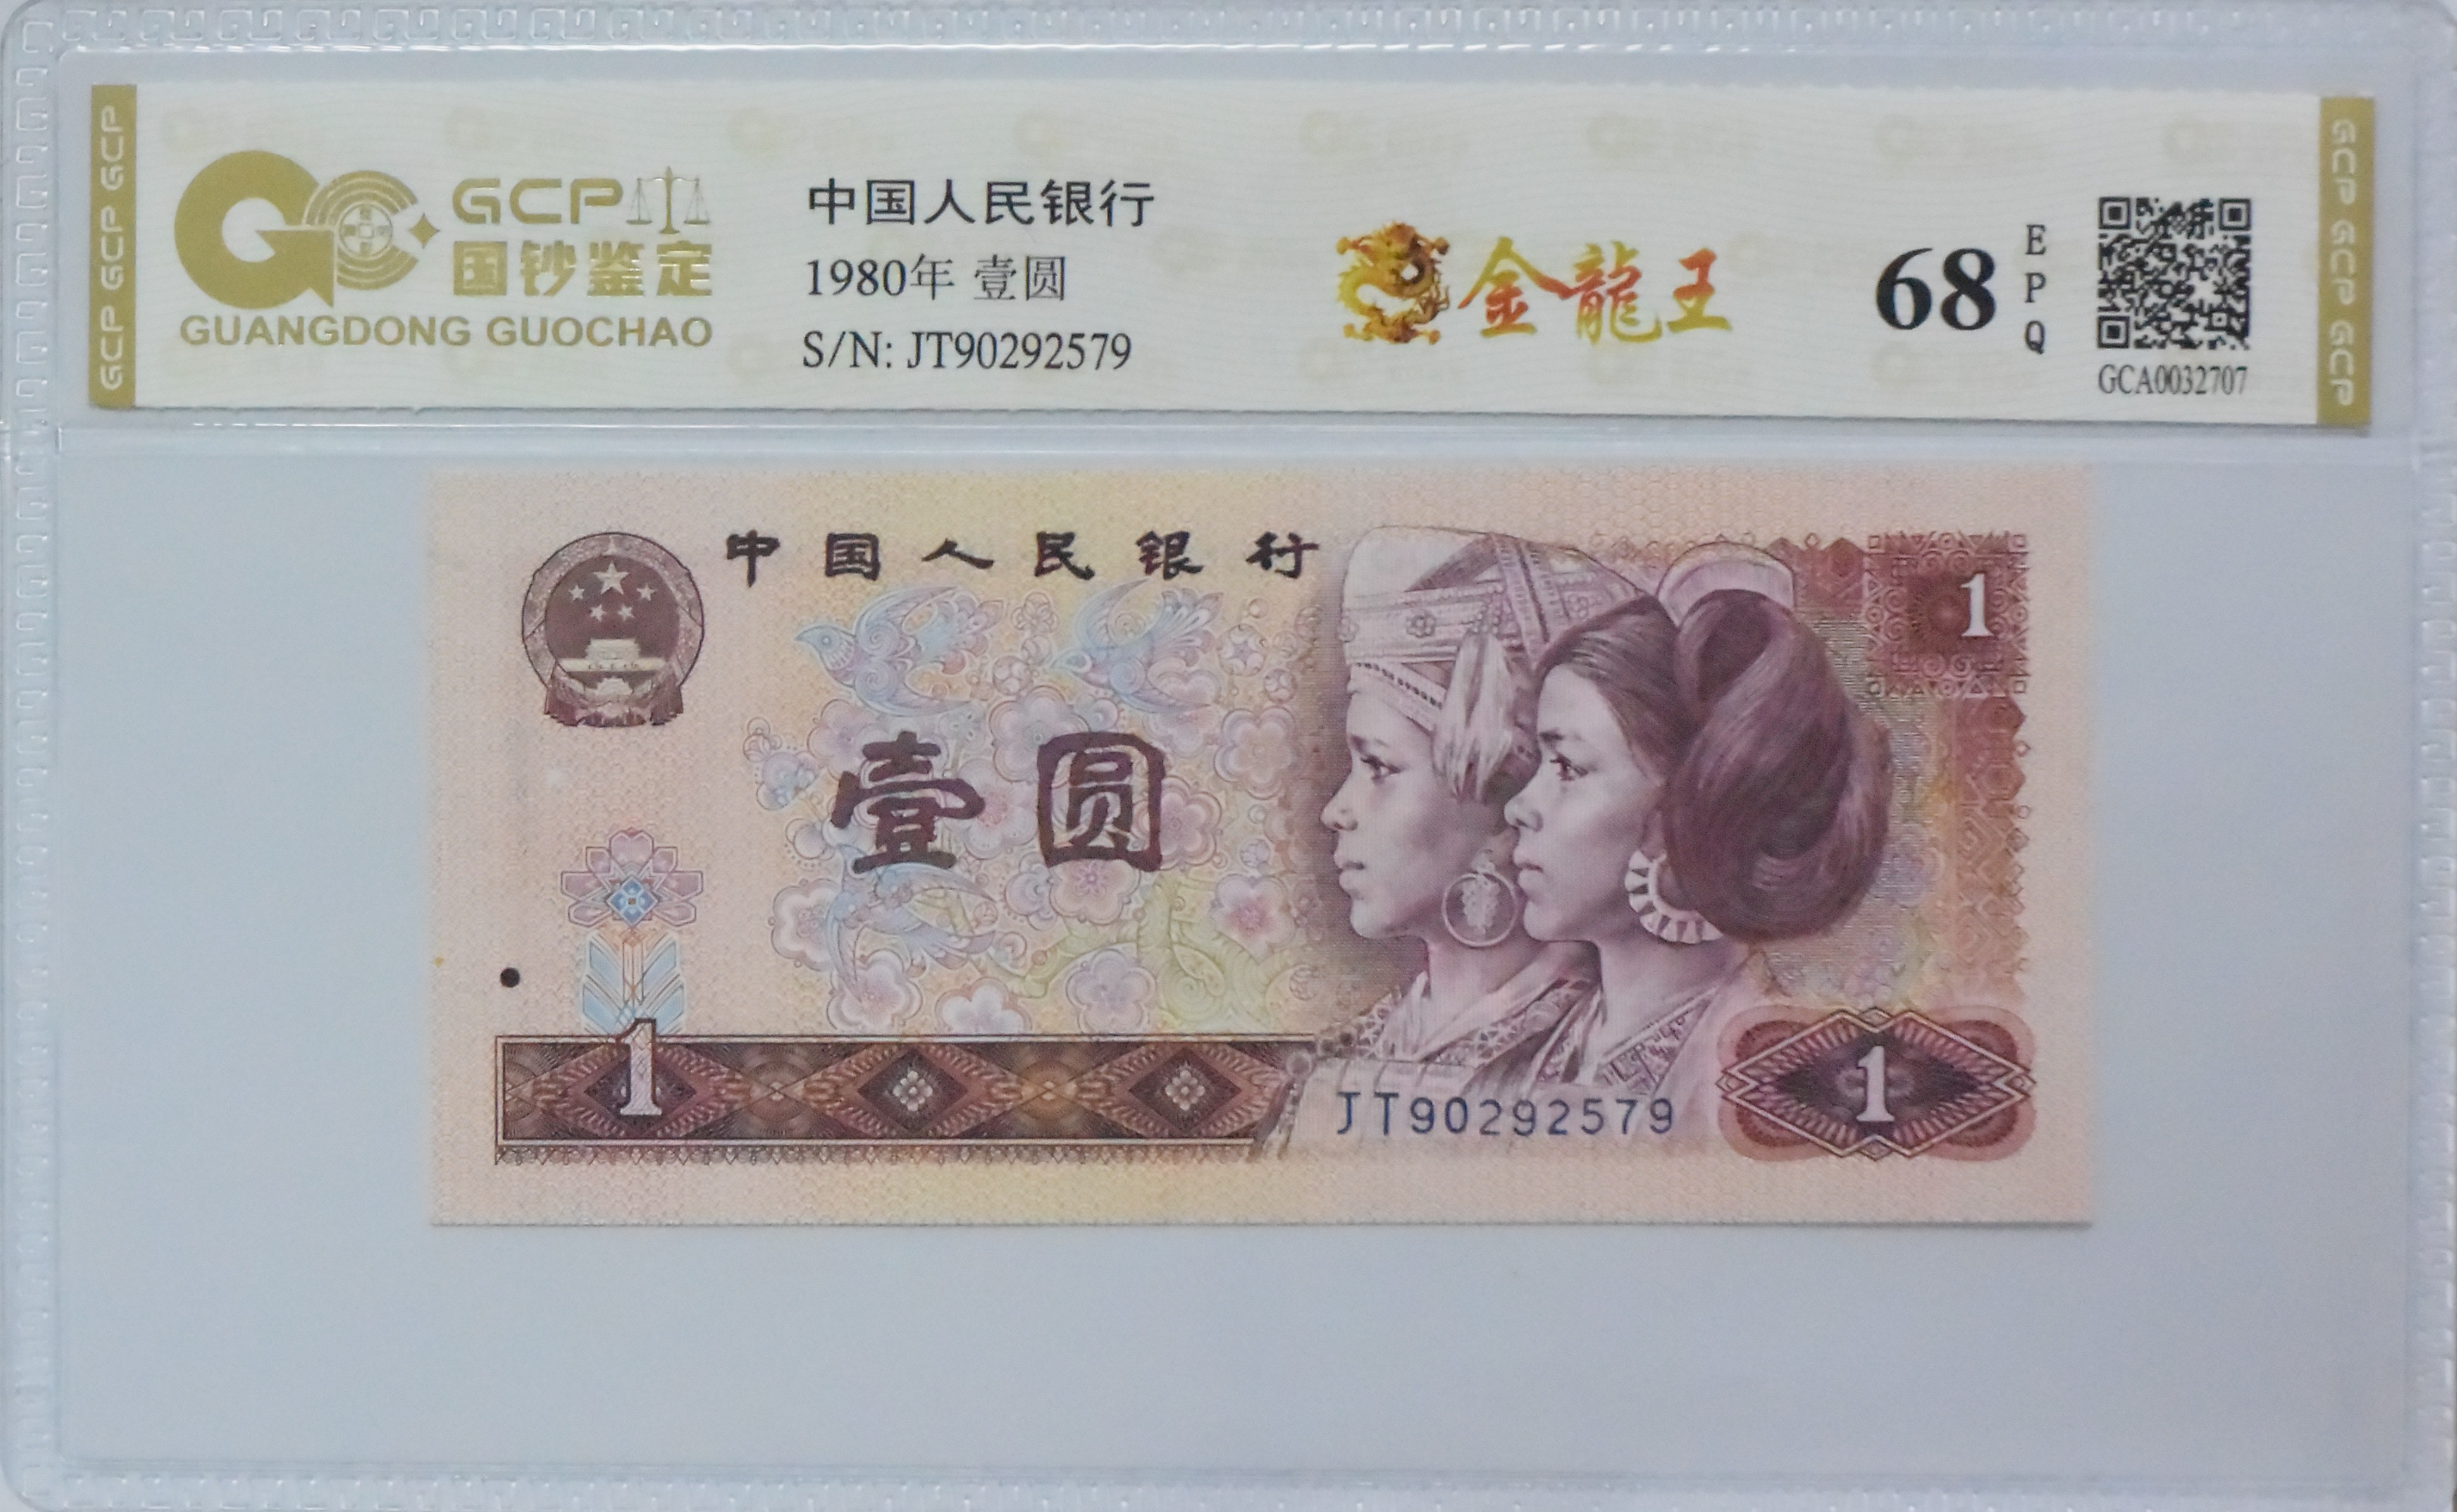 GCP GCP GCP
GCP
国钞鉴定
GUANGDONG GUOCHAO
中国人民银行
1980年 壹圆
S/N: JT90292579
金龍王
68
E
P
Q
GCA0032707
GCP GCP GCP
中国人民银行
1
壹圆
1
JT90292579
1